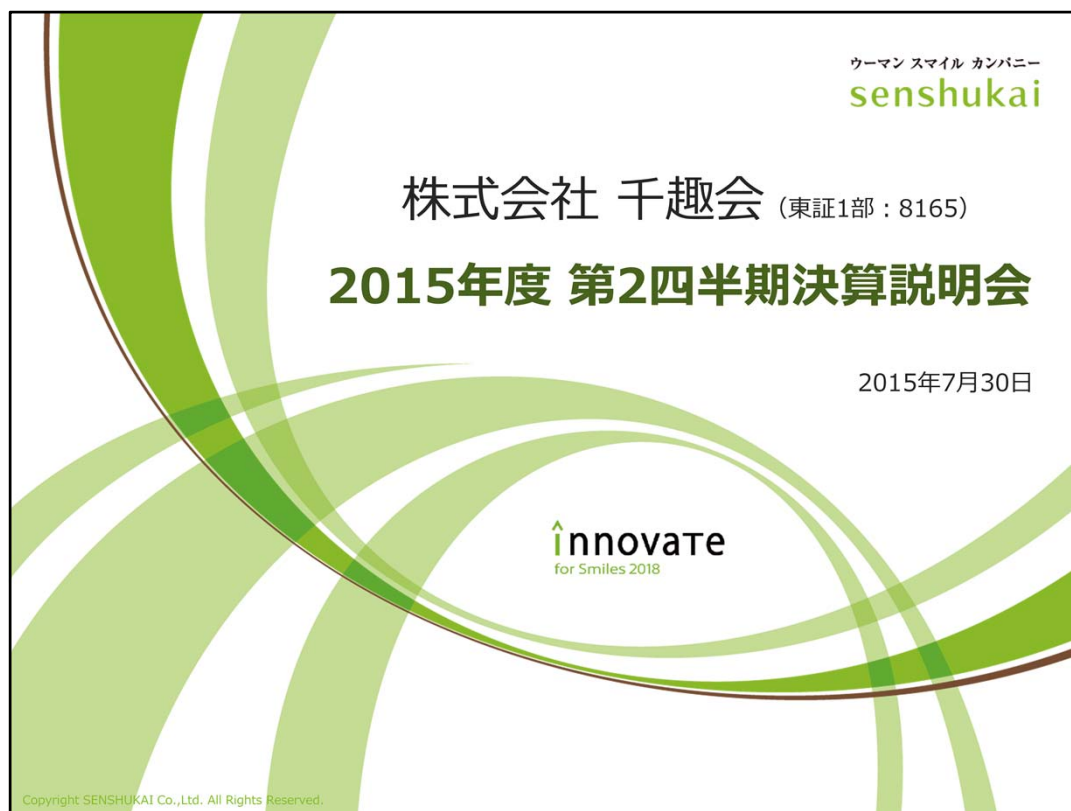 ウーマン スマイル カンパニー
senshukai
株式会社 千趣会 (東証1部:8165)
2015年度 第2四半期決算説明会
2015年7月30日
innovaTe
for Smiles 2018
Copyright SENSHUKAI Co.,Ltd. All Rights Reserved.